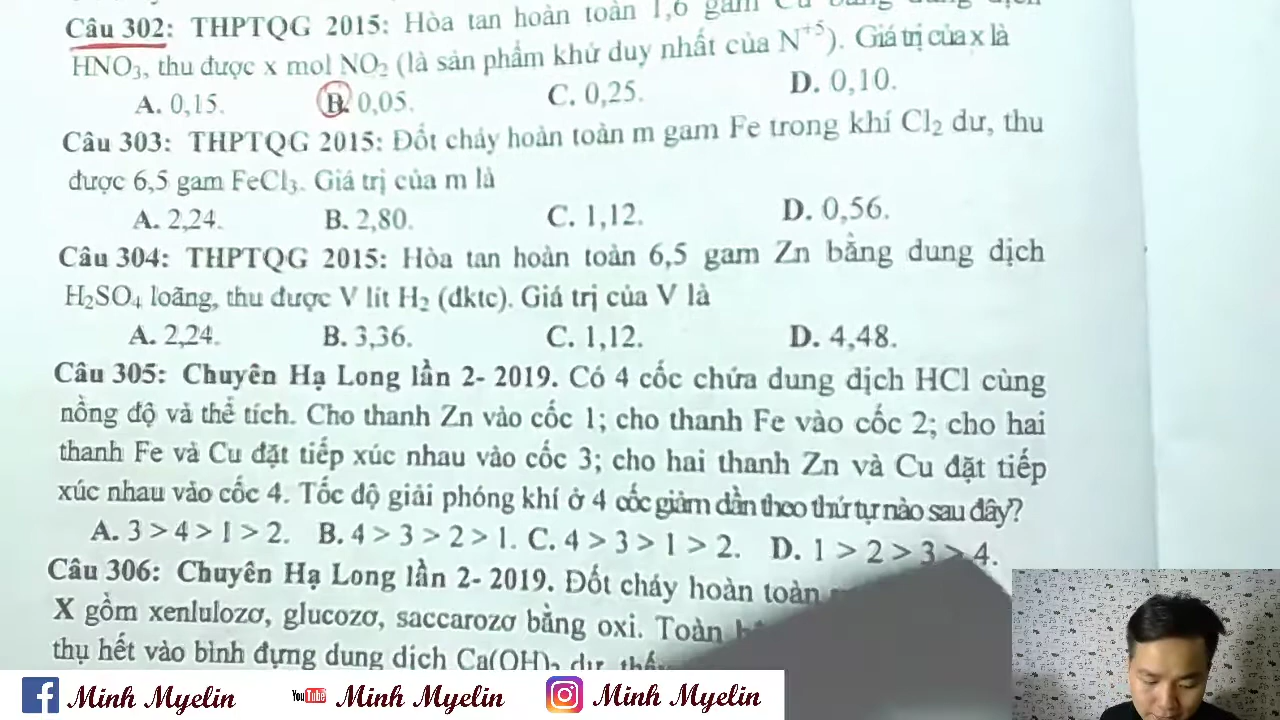 Câu 302: THPTQG 2015: Hòa tan hoàn toàn 1,6 gam Cu bằng dung dịch
HNO₃, thu được x mol NO₂ (là sản phẩm khử duy nhất của N⁺⁵). Giá trị của x là
A. 0,15. B. 0,05. C. 0,25. D. 0,10.
Câu 303: THPTQG 2015: Đốt cháy hoàn toàn m gam Fe trong khí Cl₂ dư, thu
được 6,5 gam FeCl₃. Giá trị của m là
A. 2,24. B. 2,80. C. 1,12. D. 0,56.
Câu 304: THPTQG 2015: Hòa tan hoàn toàn 6,5 gam Zn bằng dung dịch
H₂SO₄ loãng, thu được V lít H₂ (đktc). Giá trị của V là
A. 2,24. B. 3,36. C. 1,12. D. 4,48.
Câu 305: Chuyên Hạ Long lần 2- 2019. Có 4 cốc chứa dung dịch HCl cùng
nồng độ và thể tích. Cho thanh Zn vào cốc 1; cho thanh Fe vào cốc 2; cho hai
thanh Fe và Cu đặt tiếp xúc nhau vào cốc 3; cho hai thanh Zn và Cu đặt tiếp
xúc nhau vào cốc 4. Tốc độ giải phóng khí ở 4 cốc giảm dần theo thứ tự nào sau đây?
A. 3 > 4 > 1 > 2. B. 4 > 3 > 2 > 1. C. 4 > 3 > 1 > 2. D. 1 > 2 > 3 > 4.
Câu 306: Chuyên Hạ Long lần 2- 2019. Đốt cháy hoàn toàn
X gồm xenlulozơ, glucozơ, saccarozơ bằng oxi. Toàn
thụ hết vào bình đựng dung dịch Ca(OH)₂ dư, thấy
Minh Myelin YouTube Minh Myelin Minh Myelin